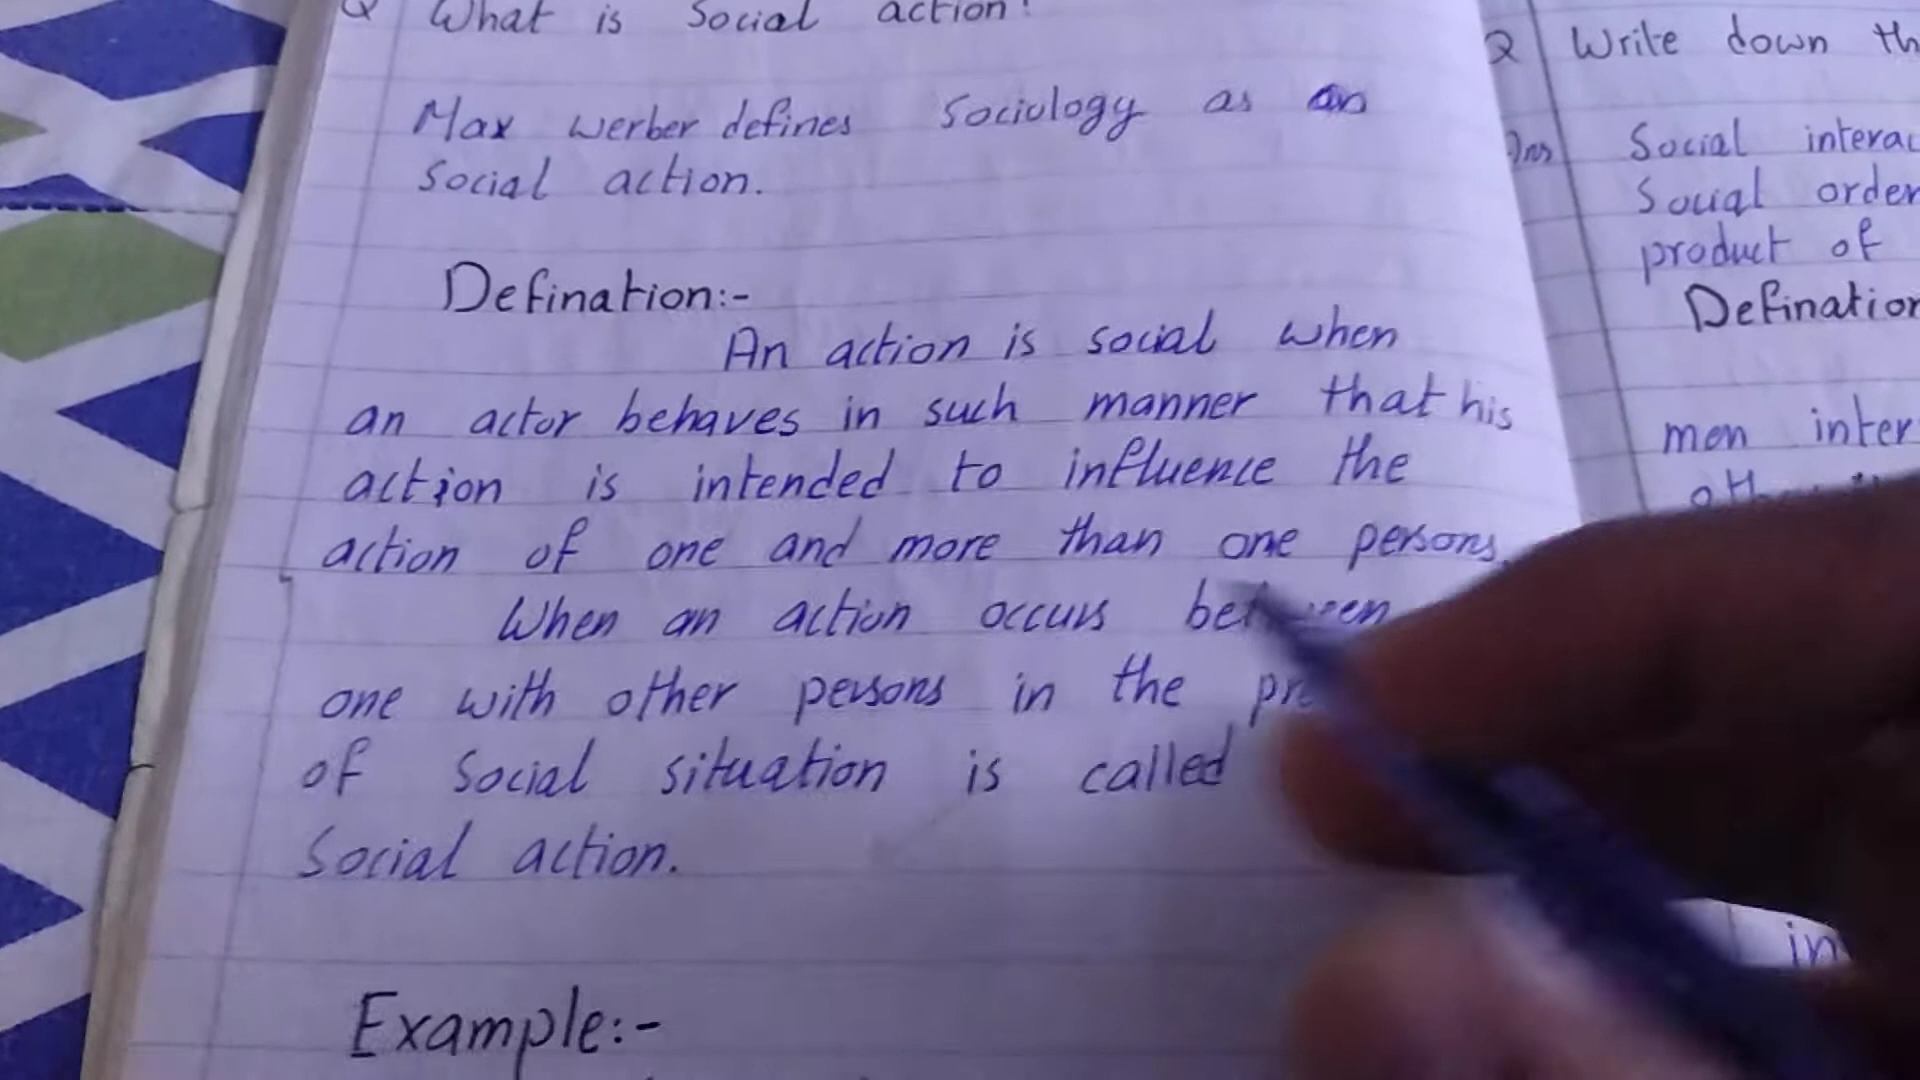 Q What is Social action?
Max werber defines Sociology as an
Social action.
Defination:-
An action is social when
an actor behaves in such manner that his
action is intended to influence the
action of one and more than one persons.
When an action occurs between
one with other persons in the
of Social situation is called
Social action.
Example:-
Q Write down
Ans Social
Social order
product of
Defination
men
in